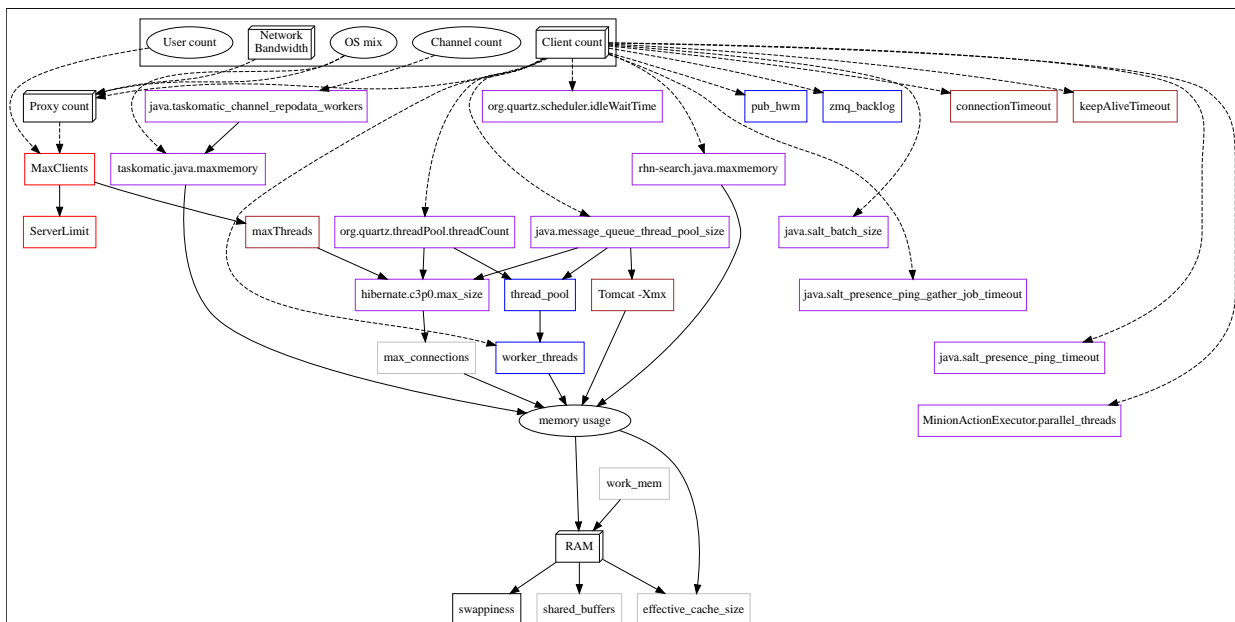 User count
Network
Bandwidth
OS mix
Channel count
Client count
Proxy count
java.taskomatic_channel_repodata_workers
org.quartz.scheduler.idleWaitTime
pub_hwm
zmq_backlog
connectionTimeout
keepAliveTimeout
MaxClients
taskomatic.java.maxmemory
rhn-search.java.maxmemory
ServerLimit
maxThreads
org.quartz.threadPool.threadCount
java.message_queue_thread_pool_size
java.salt_batch_size
hibernate.c3p0.max_size
thread_pool
Tomcat -Xmx
java.salt_presence_ping_gather_job_timeout
max_connections
worker_threads
java.salt_presence_ping_timeout
memory usage
MinionActionExecutor.parallel_threads
work_mem
RAM
swappiness
shared_buffers
effective_cache_size